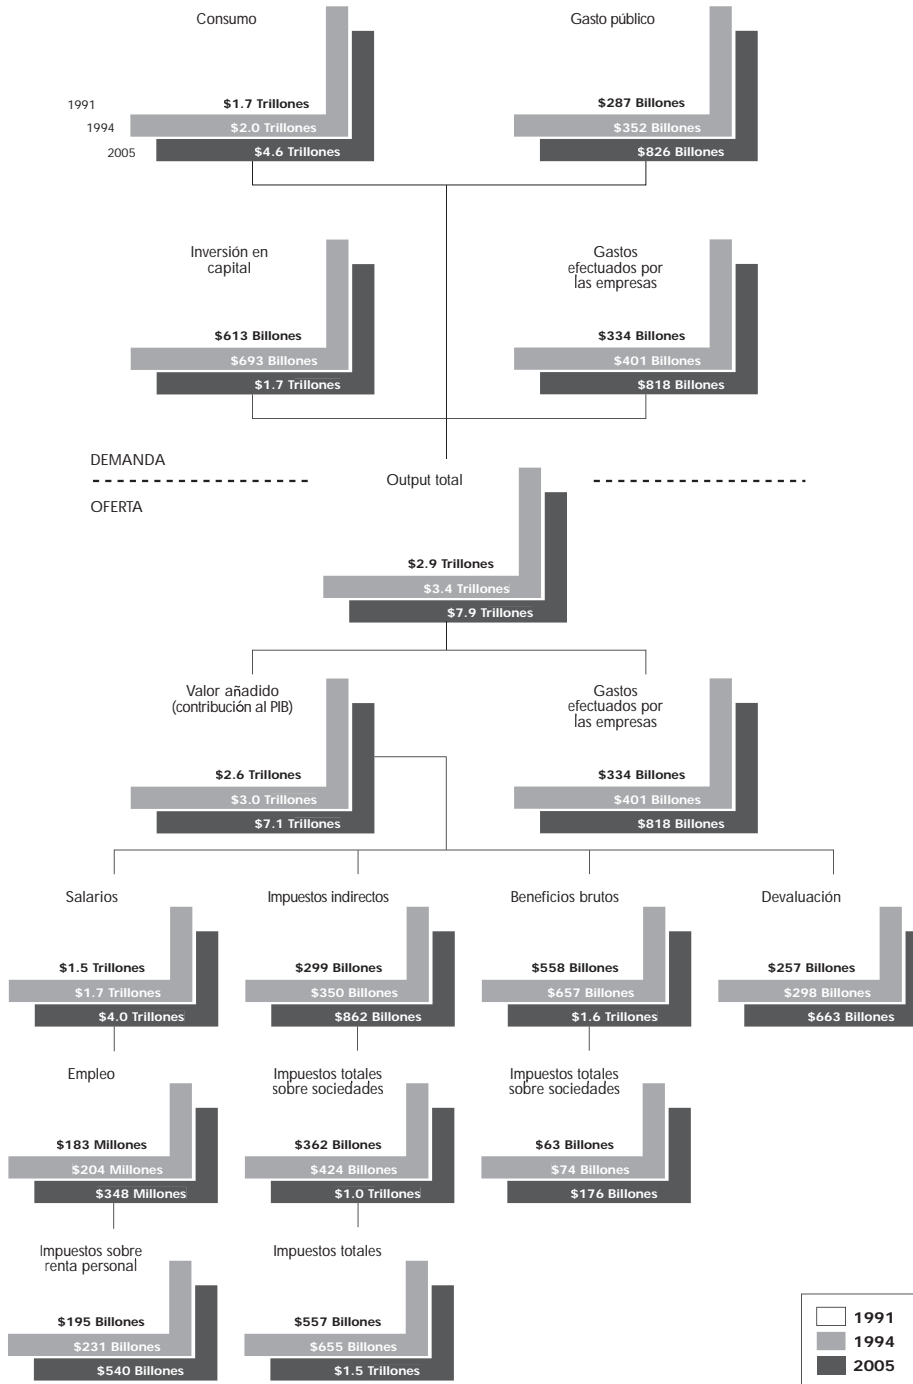 Consumo
Gasto público
1991
$1.7 Trillones
$287 Billones
1994
$2.0 Trillones
$352 Billones
2005
$4.6 Trillones
$826 Billones
Inversión en
capital
Gastos
efectuados por
las empresas
$613 Billones
$334 Billones
$693 Billones
$401 Billones
$1.7 Trillones
$818 Billones
DEMANDA
Output total
OFERTA
$2.9 Trillones
$3.4 Trillones
$7.9 Trillones
Valor añadido
(contribución al PIB)
Gastos
efectuados por
las empresas
$2.6 Trillones
$334 Billones
$3.0 Trillones
$401 Billones
$7.1 Trillones
$818 Billones
Salarios
Impuestos indirectos
Beneficios brutos
Devaluación
$1.5 Trillones
$299 Billones
$558 Billones
$257 Billones
$1.7 Trillones
$350 Billones
$657 Billones
$298 Billones
$4.0 Trillones
$862 Billones
$1.6 Trillones
$663 Billones
Empleo
Impuestos totales
sobre sociedades
Impuestos totales
sobre sociedades
$183 Millones
$362 Billones
$63 Billones
$204 Millones
$424 Billones
$74 Billones
$348 Millones
$1.0 Trillones
$176 Billones
Impuestos sobre
renta personal
Impuestos totales
$195 Billones
$557 Billones
$231 Billones
$655 Billones
$540 Billones
$1.5 Trillones
1991
1994
2005